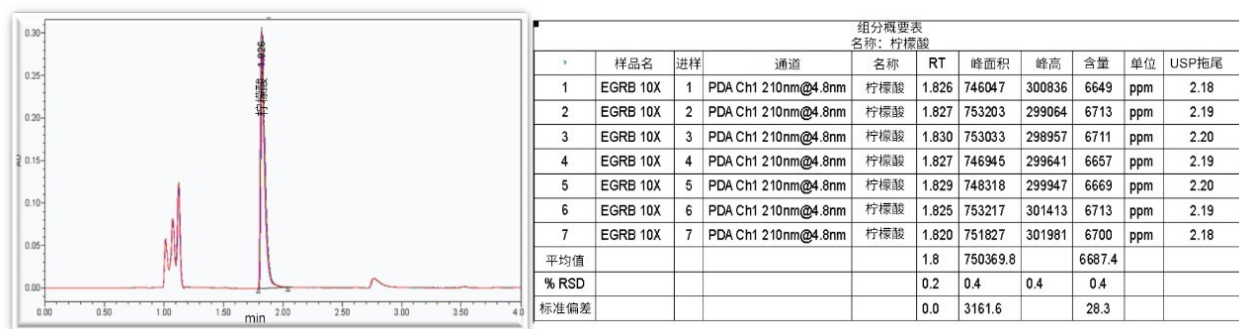 0.30
0.25
0.20
0.15
0.10
0.05
0.00
AU
柠檬酸 1.826
0.00 0.50 1.00 1.50 2.00 2.50 3.00 3.50 4.0
min
组分概要表
名称: 柠檬酸
样品名 进样 通道 名称 RT 峰面积 峰高 含量 单位 USP拖尾
1 EGRB 10X 1 PDA Ch1 210nm@4.8nm 柠檬酸 1.826 746047 300836 6649 ppm 2.18
2 EGRB 10X 2 PDA Ch1 210nm@4.8nm 柠檬酸 1.827 753203 299064 6713 ppm 2.19
3 EGRB 10X 3 PDA Ch1 210nm@4.8nm 柠檬酸 1.830 753033 298957 6711 ppm 2.20
4 EGRB 10X 4 PDA Ch1 210nm@4.8nm 柠檬酸 1.827 746945 299641 6657 ppm 2.19
5 EGRB 10X 5 PDA Ch1 210nm@4.8nm 柠檬酸 1.829 748318 299947 6669 ppm 2.20
6 EGRB 10X 6 PDA Ch1 210nm@4.8nm 柠檬酸 1.825 753217 301413 6713 ppm 2.19
7 EGRB 10X 7 PDA Ch1 210nm@4.8nm 柠檬酸 1.820 751827 301981 6700 ppm 2.18
平均值 1.8 750369.8 6687.4
% RSD 0.2 0.4 0.4 0.4
标准偏差 0.0 3161.6 28.3